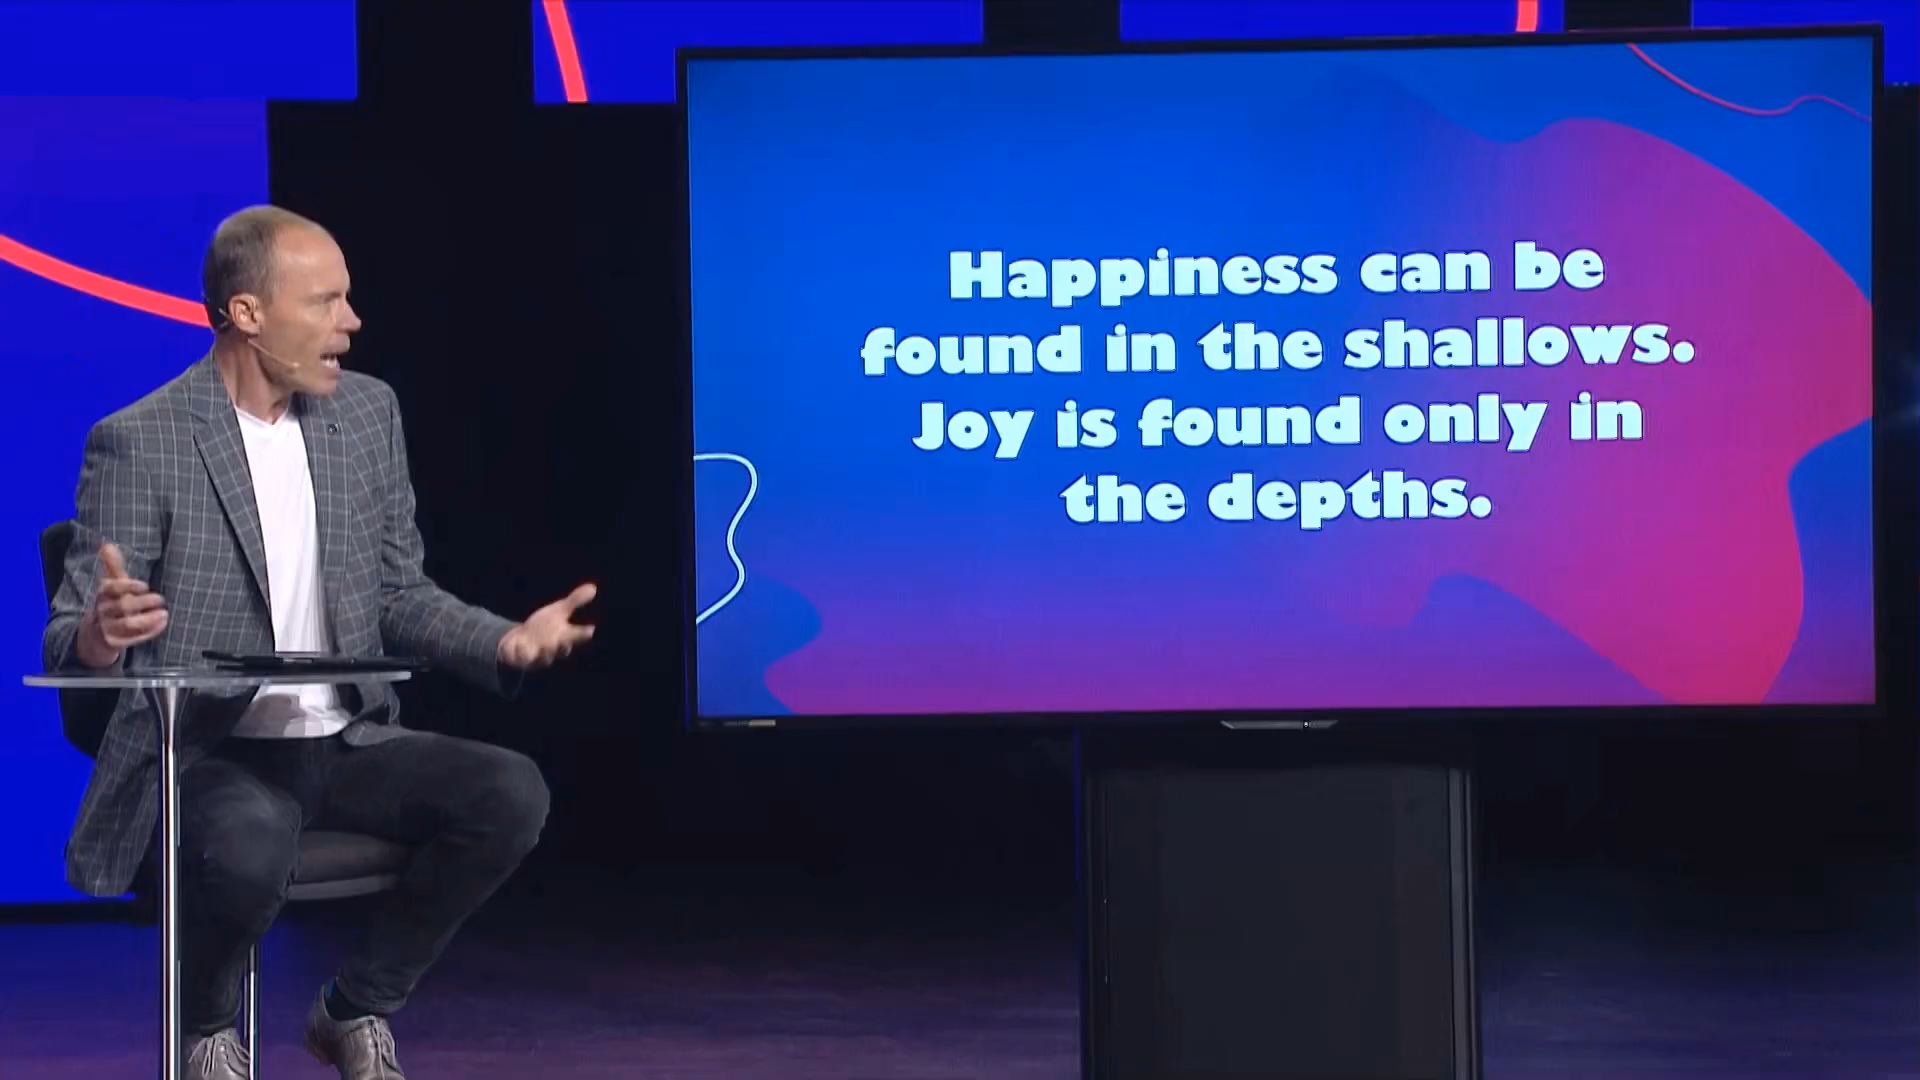 Happiness can be
found in the shallows.
Joy is found only in
the depths.